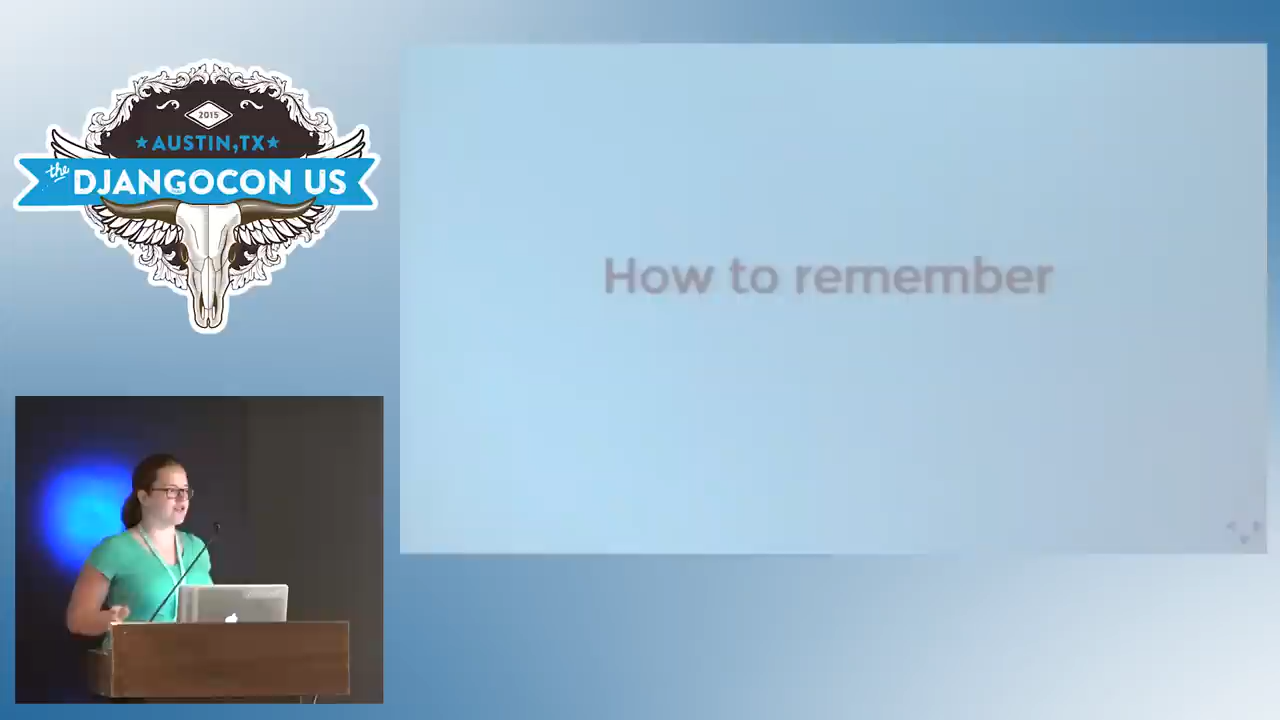 2015
AUSTIN, TX
the
DJANGOCON US
How to remember